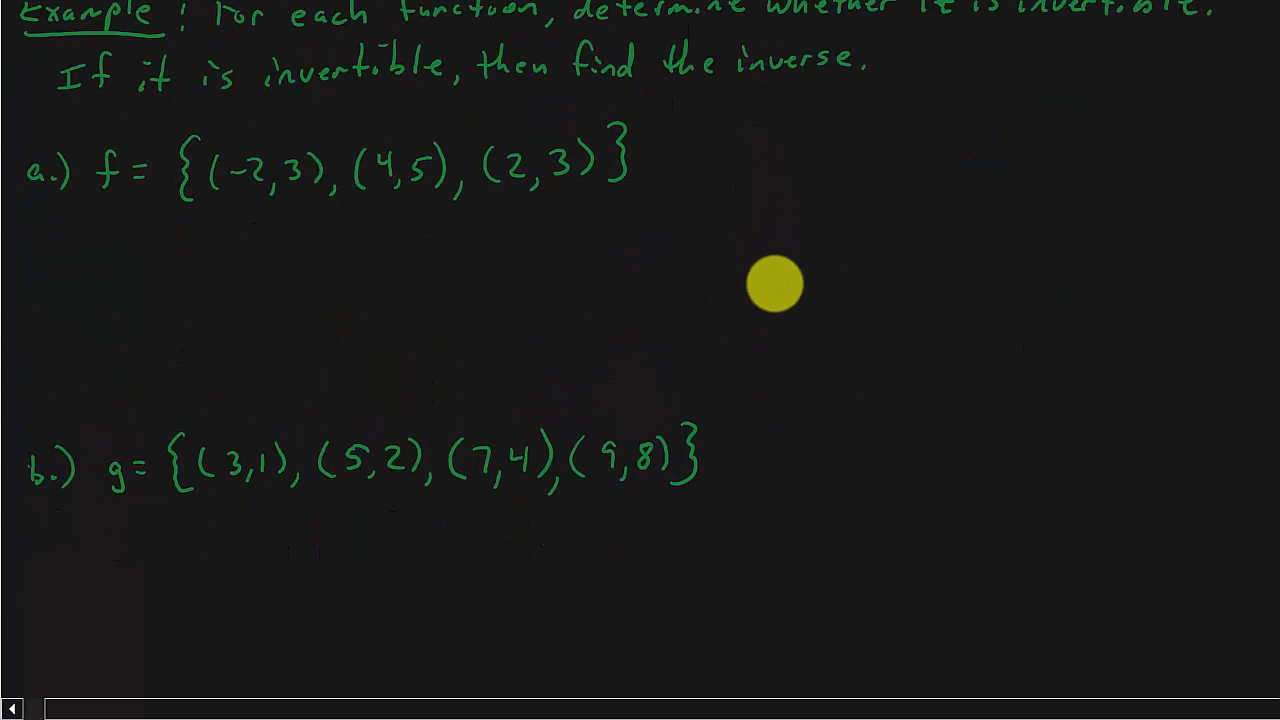 Example: For each function, determine whether it is invertible.
If it is invertible, then find the inverse.
a.) f = {(-2,3), (4,5), (2,3)}
b.) g = {(3,1), (5,2), (7,4), (9,8)}